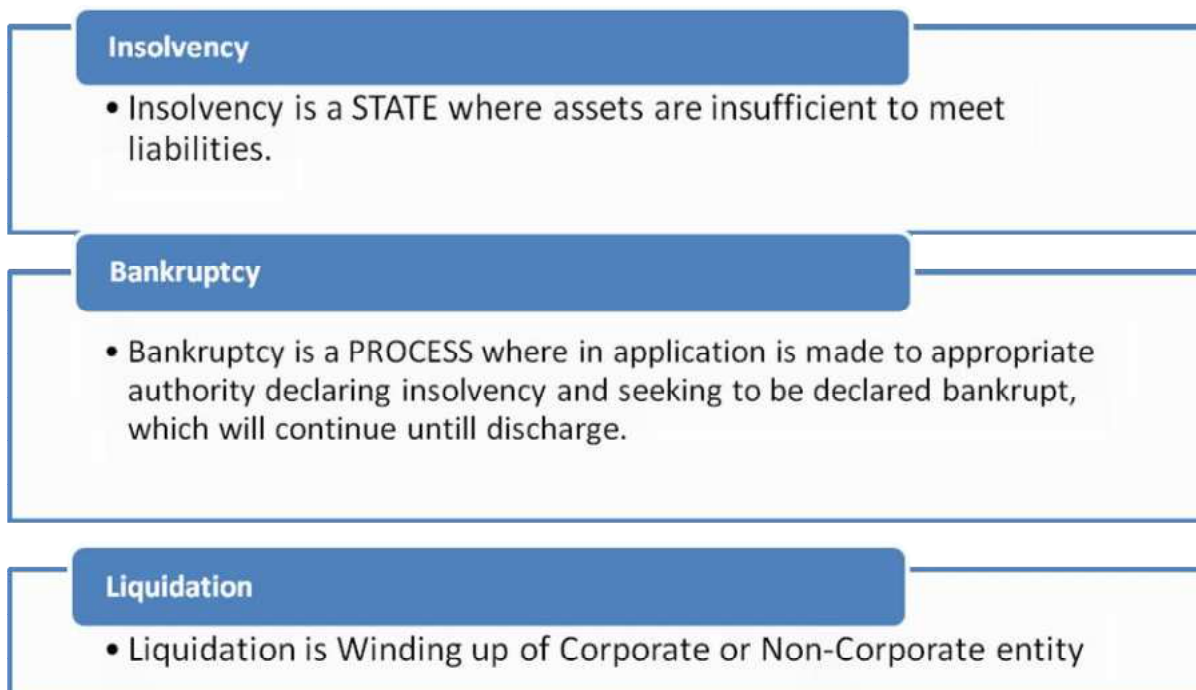 Insolvency
• Insolvency is a STATE where assets are insufficient to meet
liabilities.
Bankruptcy
• Bankruptcy is a PROCESS where in application is made to appropriate
authority declaring insolvency and seeking to be declared bankrupt,
which will continue untill discharge.
Liquidation
• Liquidation is Winding up of Corporate or Non-Corporate entity